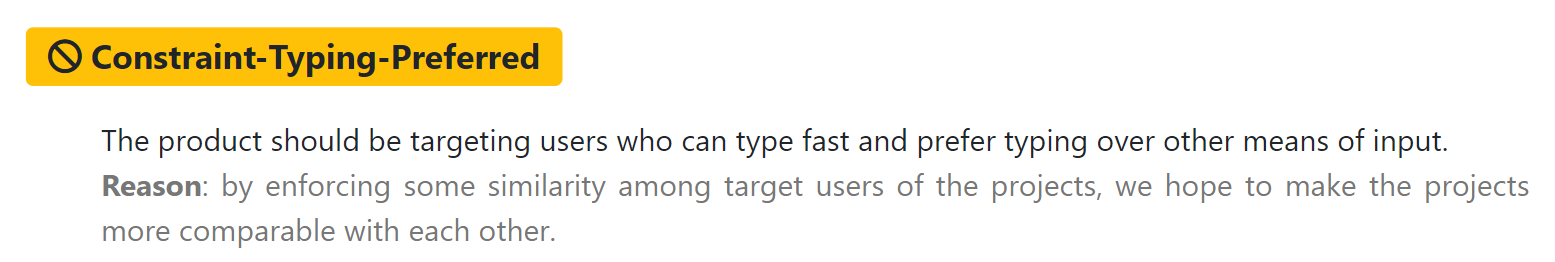 Constraint-Typing-Preferred
The product should be targeting users who can type fast and prefer typing over other means of input.
Reason: by enforcing some similarity among target users of the projects, we hope to make the projects
more comparable with each other.